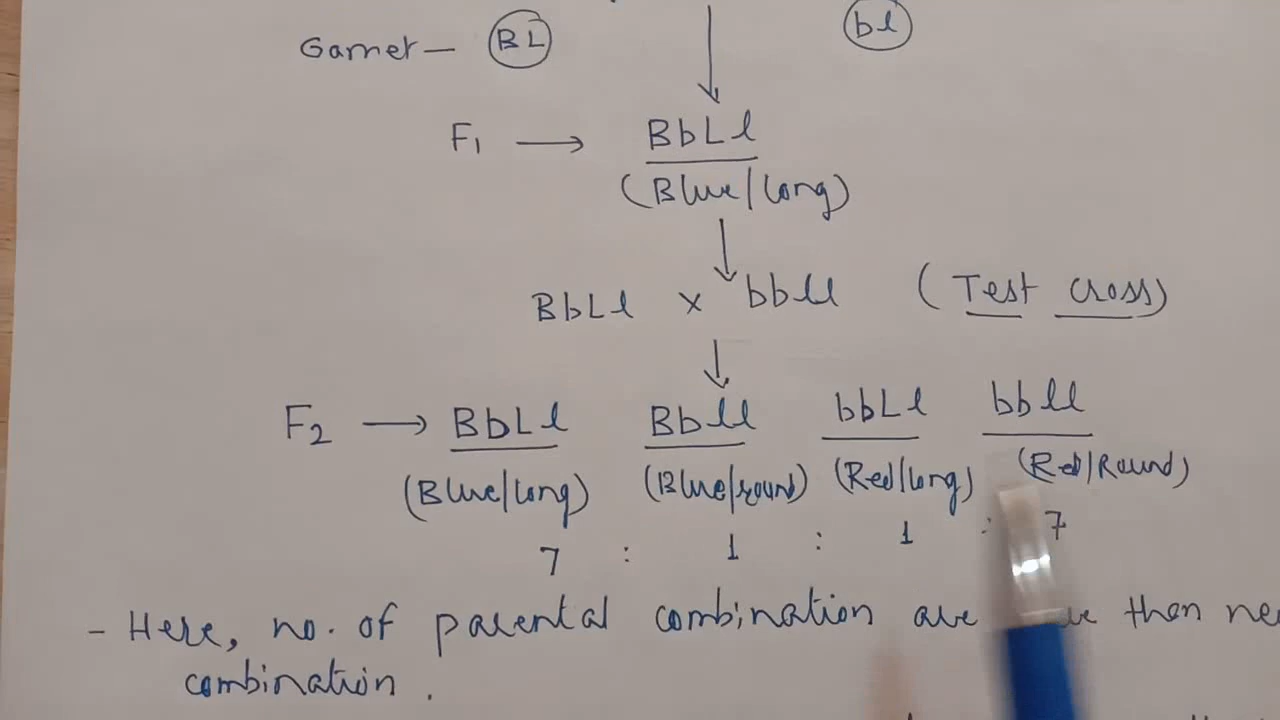 Gamet — BL bl
F1 → BbLl
(Blue/long)
BbLl x bbll (Test cross)
F2 → BbLl Bbll bbLl bbll
(Blue/long) (Blue/round) (Red/long) (Red/Round)
7 : 1 : 1 : 7
- Here, no. of parental combination are then
combination.